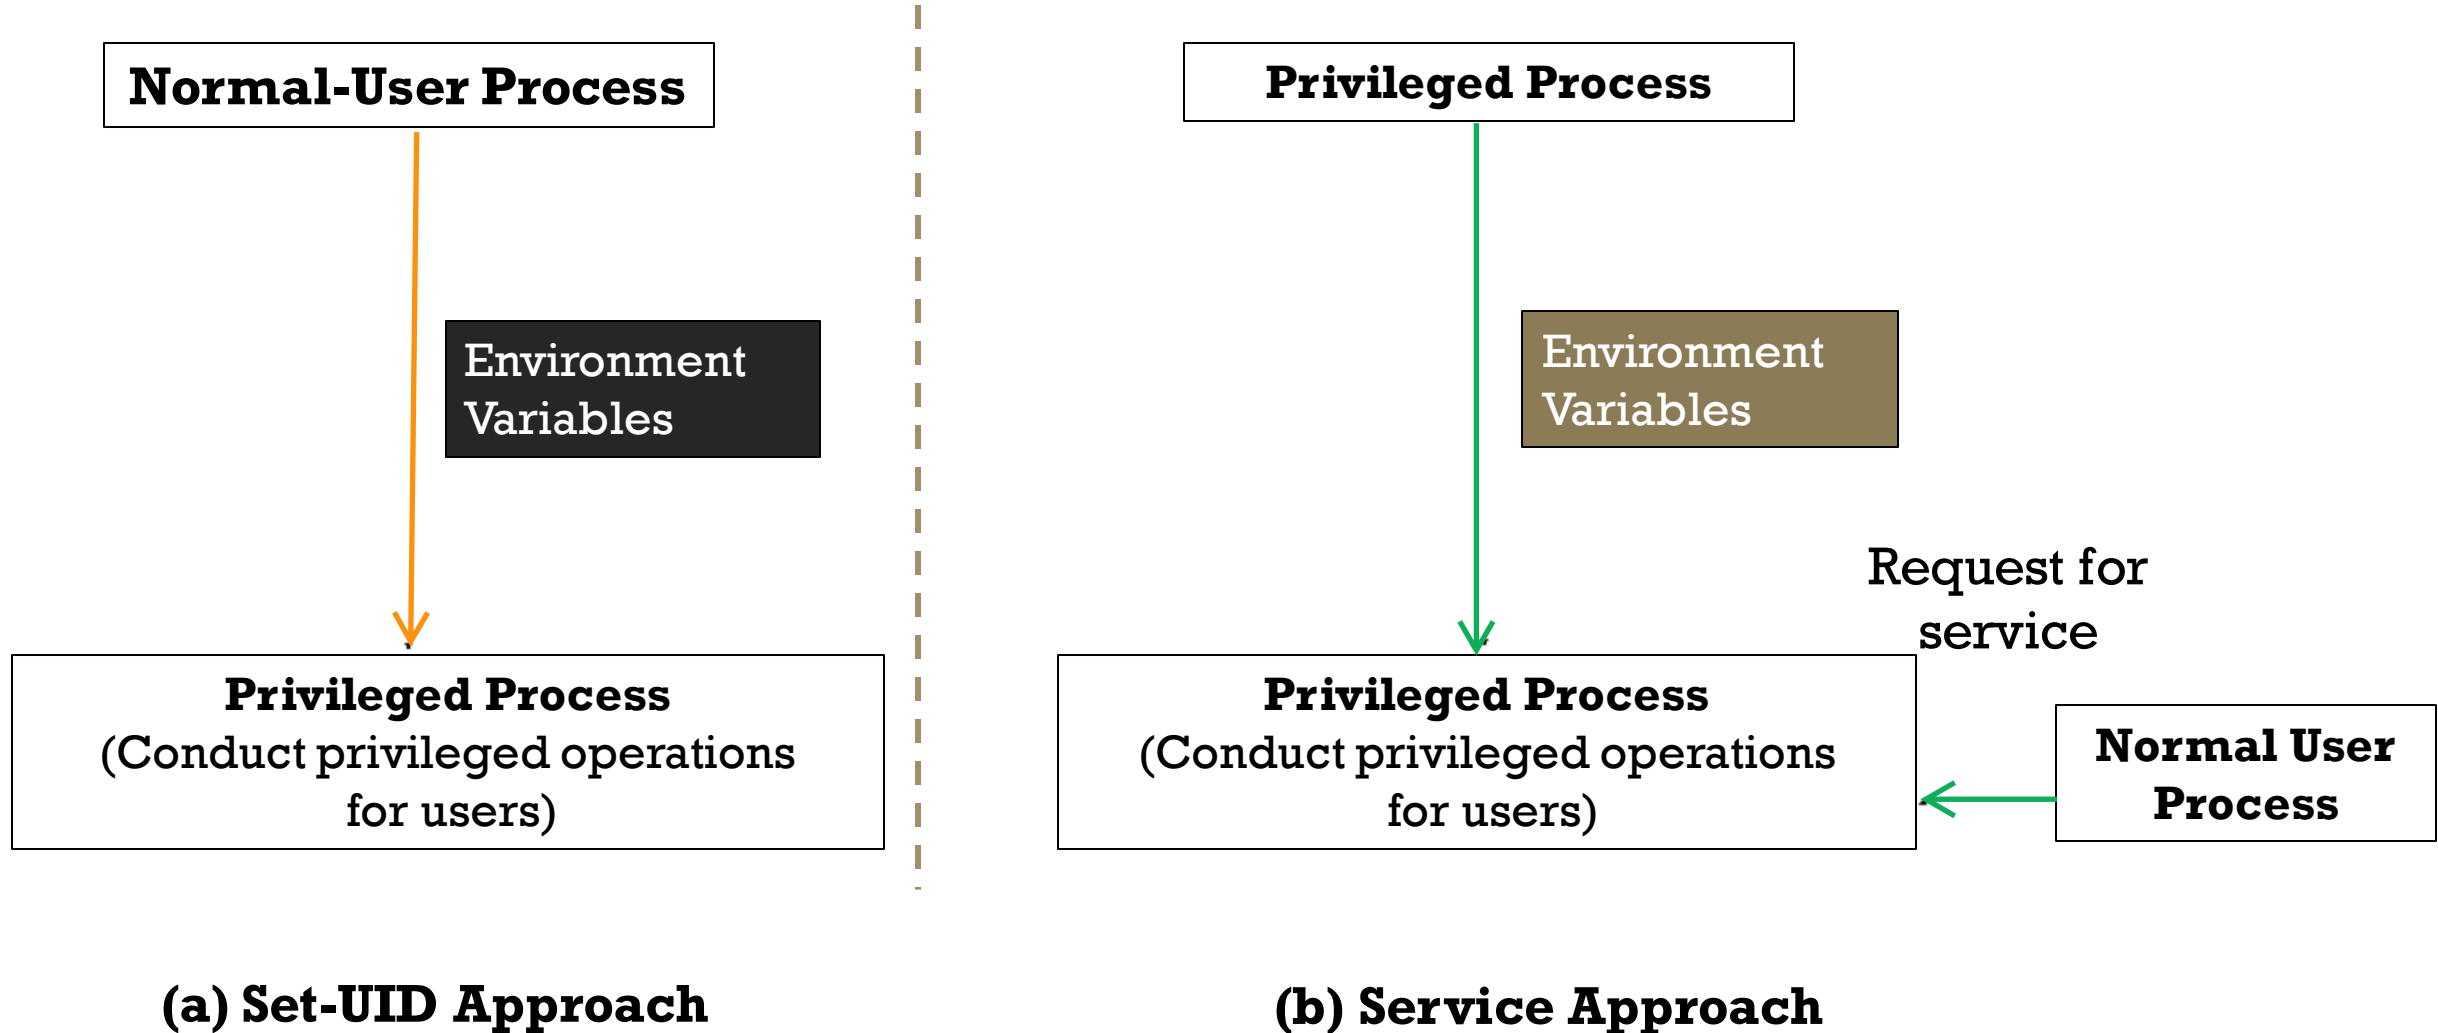 Normal-User Process
Environment
Variables
Privileged Process
(Conduct privileged operations
for users)
(a) Set-UID Approach
Privileged Process
Environment
Variables
Request for
service
Privileged Process
(Conduct privileged operations
for users)
Normal User
Process
(b) Service Approach